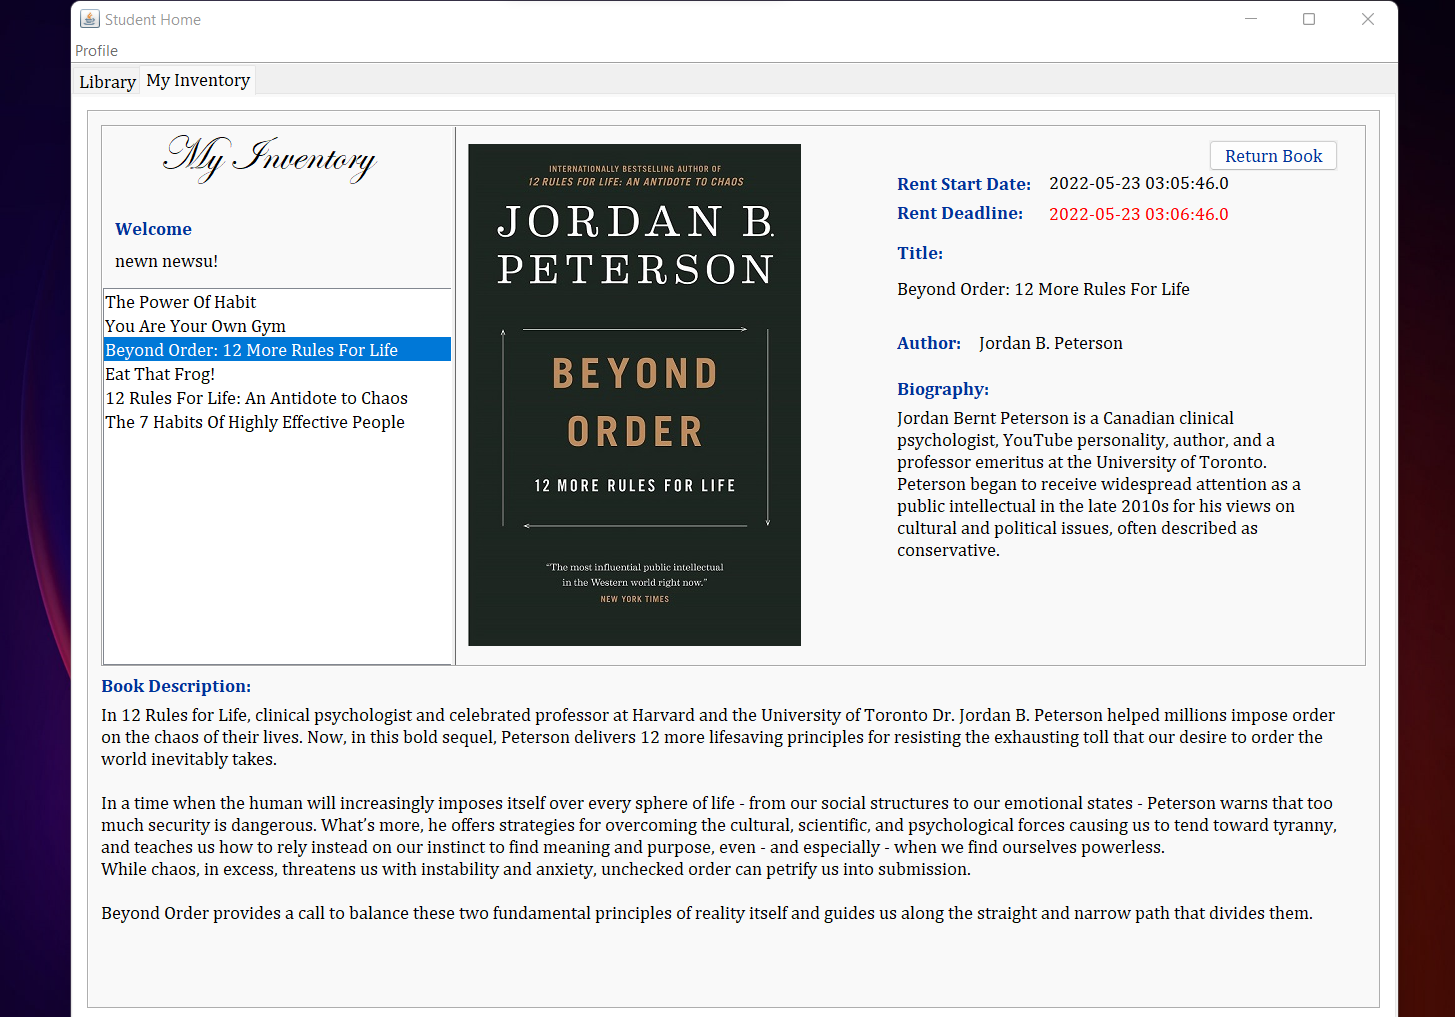 Student Home
Profile
Library
My Inventory
My Inventory
Welcome
newn newsu!
The Power Of Habit
You Are Your Own Gym
Beyond Order: 12 More Rules For Life
Eat That Frog!
12 Rules For Life: An Antidote to Chaos
The 7 Habits Of Highly Effective People
INTERNATIONALLY BESTSELLING AUTHOR OF
12 RULES FOR LIFE: AN ANTIDOTE TO CHAOS
JORDAN B.
PETERSON
BEYOND
ORDER
12 MORE RULES FOR LIFE
“The most influential public intellectual
in the Western world right now.”
NEW YORK TIMES
Return Book
Rent Start Date: 2022-05-23 03:05:46.0
Rent Deadline: 2022-05-23 03:06:46.0
Title:
Beyond Order: 12 More Rules For Life
Author: Jordan B. Peterson
Biography:
Jordan Bernt Peterson is a Canadian clinical
psychologist, YouTube personality, author, and a
professor emeritus at the University of Toronto.
Peterson began to receive widespread attention as a
public intellectual in the late 2010s for his views on
cultural and political issues, often described as
conservative.
Book Description:
In 12 Rules for Life, clinical psychologist and celebrated professor at Harvard and the University of Toronto Dr. Jordan B. Peterson helped millions impose order
on the chaos of their lives. Now, in this bold sequel, Peterson delivers 12 more lifesaving principles for resisting the exhausting toll that our desire to order the
world inevitably takes.
In a time when the human will increasingly imposes itself over every sphere of life - from our social structures to our emotional states - Peterson warns that too
much security is dangerous. What's more, he offers strategies for overcoming the cultural, scientific, and psychological forces causing us to tend toward tyranny,
and teaches us how to rely instead on our instinct to find meaning and purpose, even - and especially - when we find ourselves powerless.
While chaos, in excess, threatens us with instability and anxiety, unchecked order can petrify us into submission.
Beyond Order provides a call to balance these two fundamental principles of reality itself and guides us along the straight and narrow path that divides them.